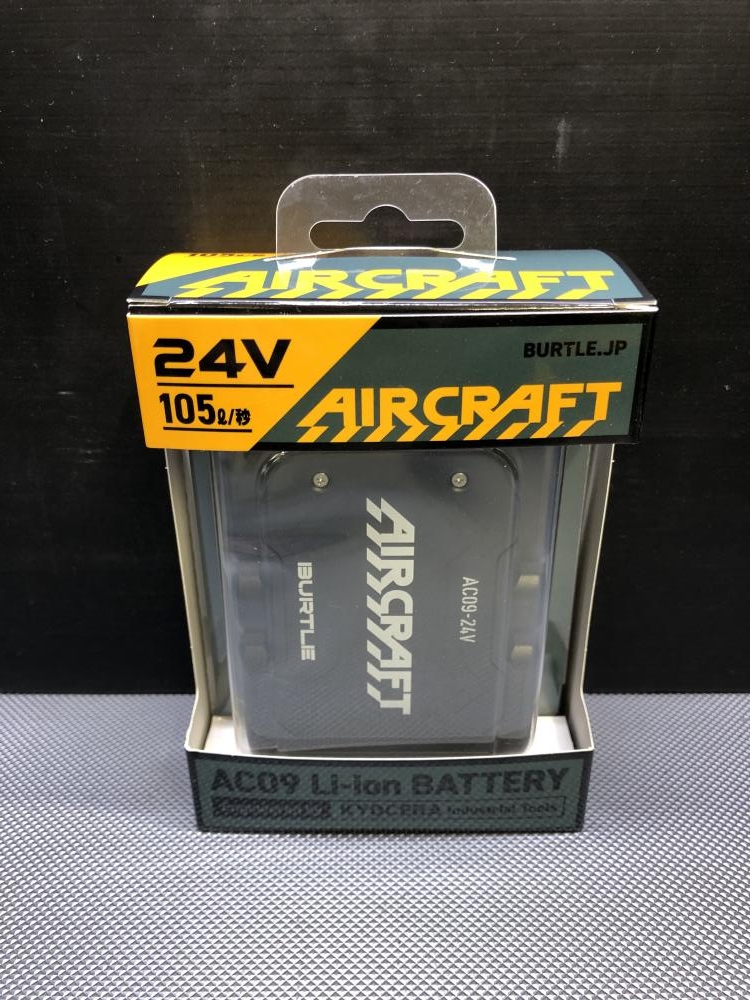 AIRCRAFT
24V
105ℓ/秒
BURTLE.JP
AIRCRAFT
AIRCRAFT
BURTLE
AC09-24V
AC09 Li-ion BATTERY
KYOCERA Industrial Tools